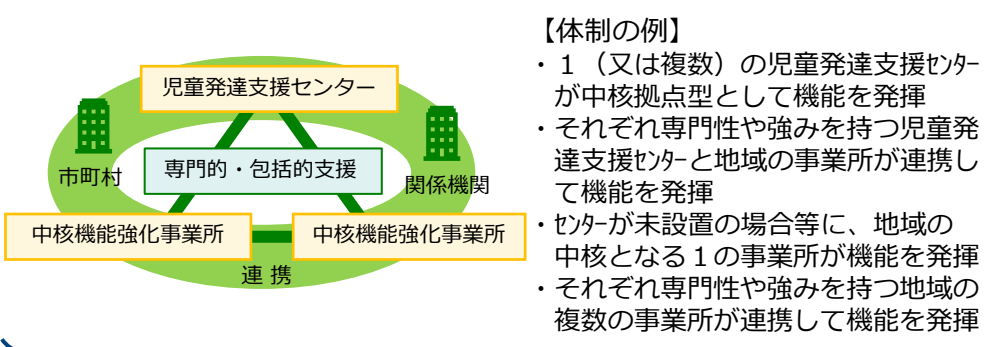 児童発達支援センター
市町村
専門的・包括的支援
関係機関
中核機能強化事業所
中核機能強化事業所
連 携
【体制の例】
・１（又は複数）の児童発達支援ｾﾝﾀｰ
が中核拠点型として機能を発揮
・それぞれ専門性や強みを持つ児童発
達支援ｾﾝﾀｰと地域の事業所が連携し
て機能を発揮
・ｾﾝﾀｰが未設置の場合等に、地域の
中核となる１の事業所が機能を発揮
・それぞれ専門性や強みを持つ地域の
複数の事業所が連携して機能を発揮